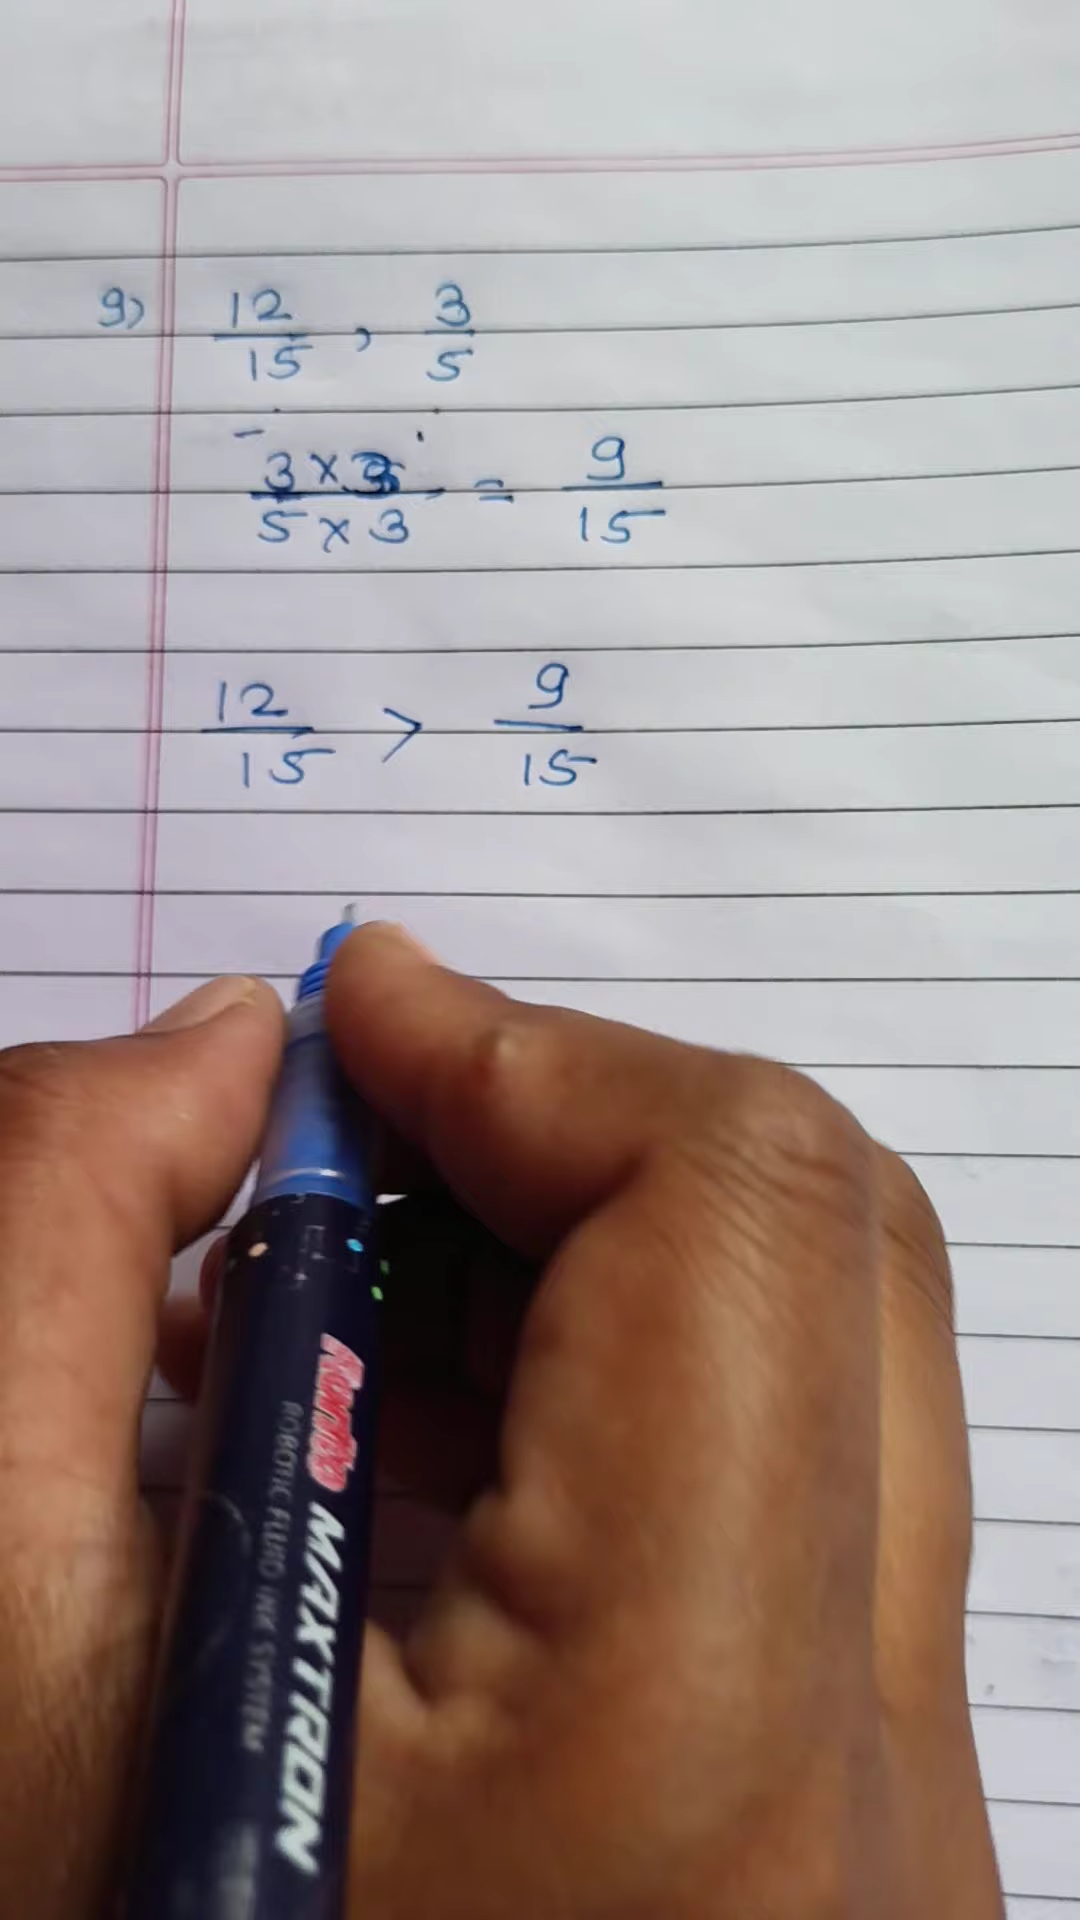 9) 12/15 , 3/5
3 × 3/5 × 3 = 9/15
12/15 > 9/15
Rorito MAXTRON
ROBOTIC FLUID INK SYSTEM